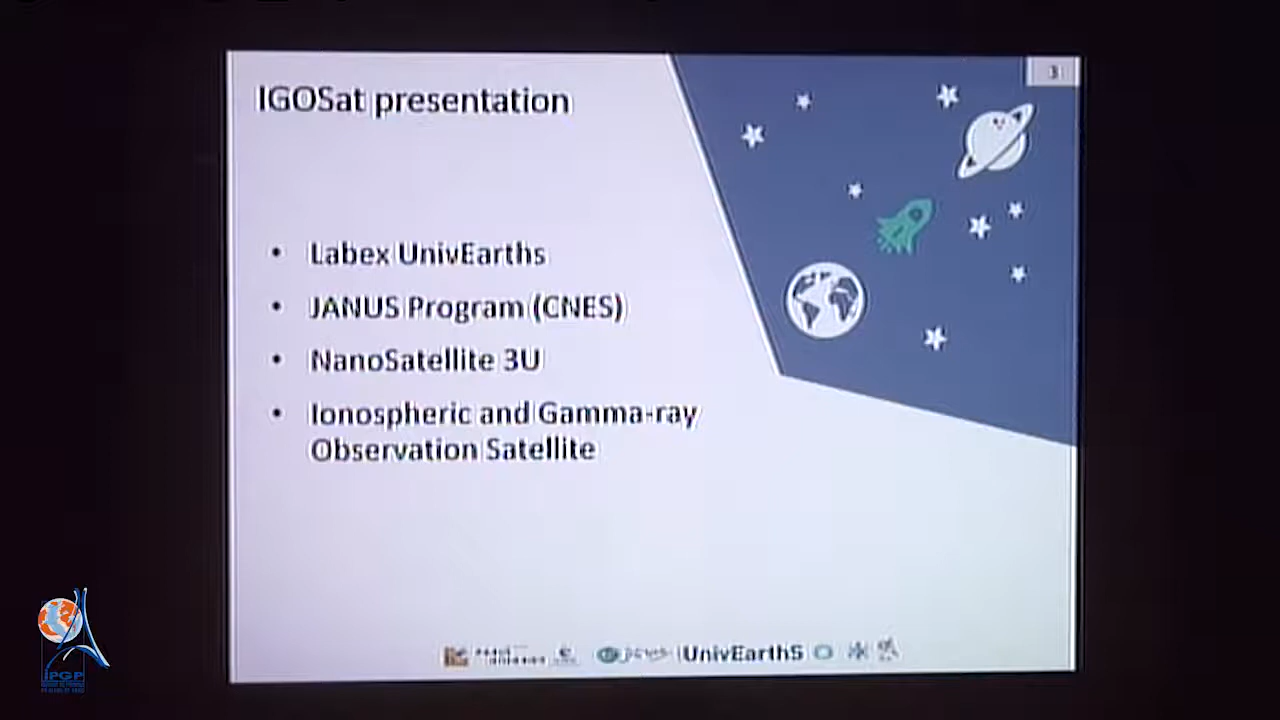 3
IGOSat presentation
• Labex UnivEarths
• JANUS Program (CNES)
• NanoSatellite 3U
• Ionospheric and Gamma-ray
Observation Satellite
UnivEarthS
IPGP